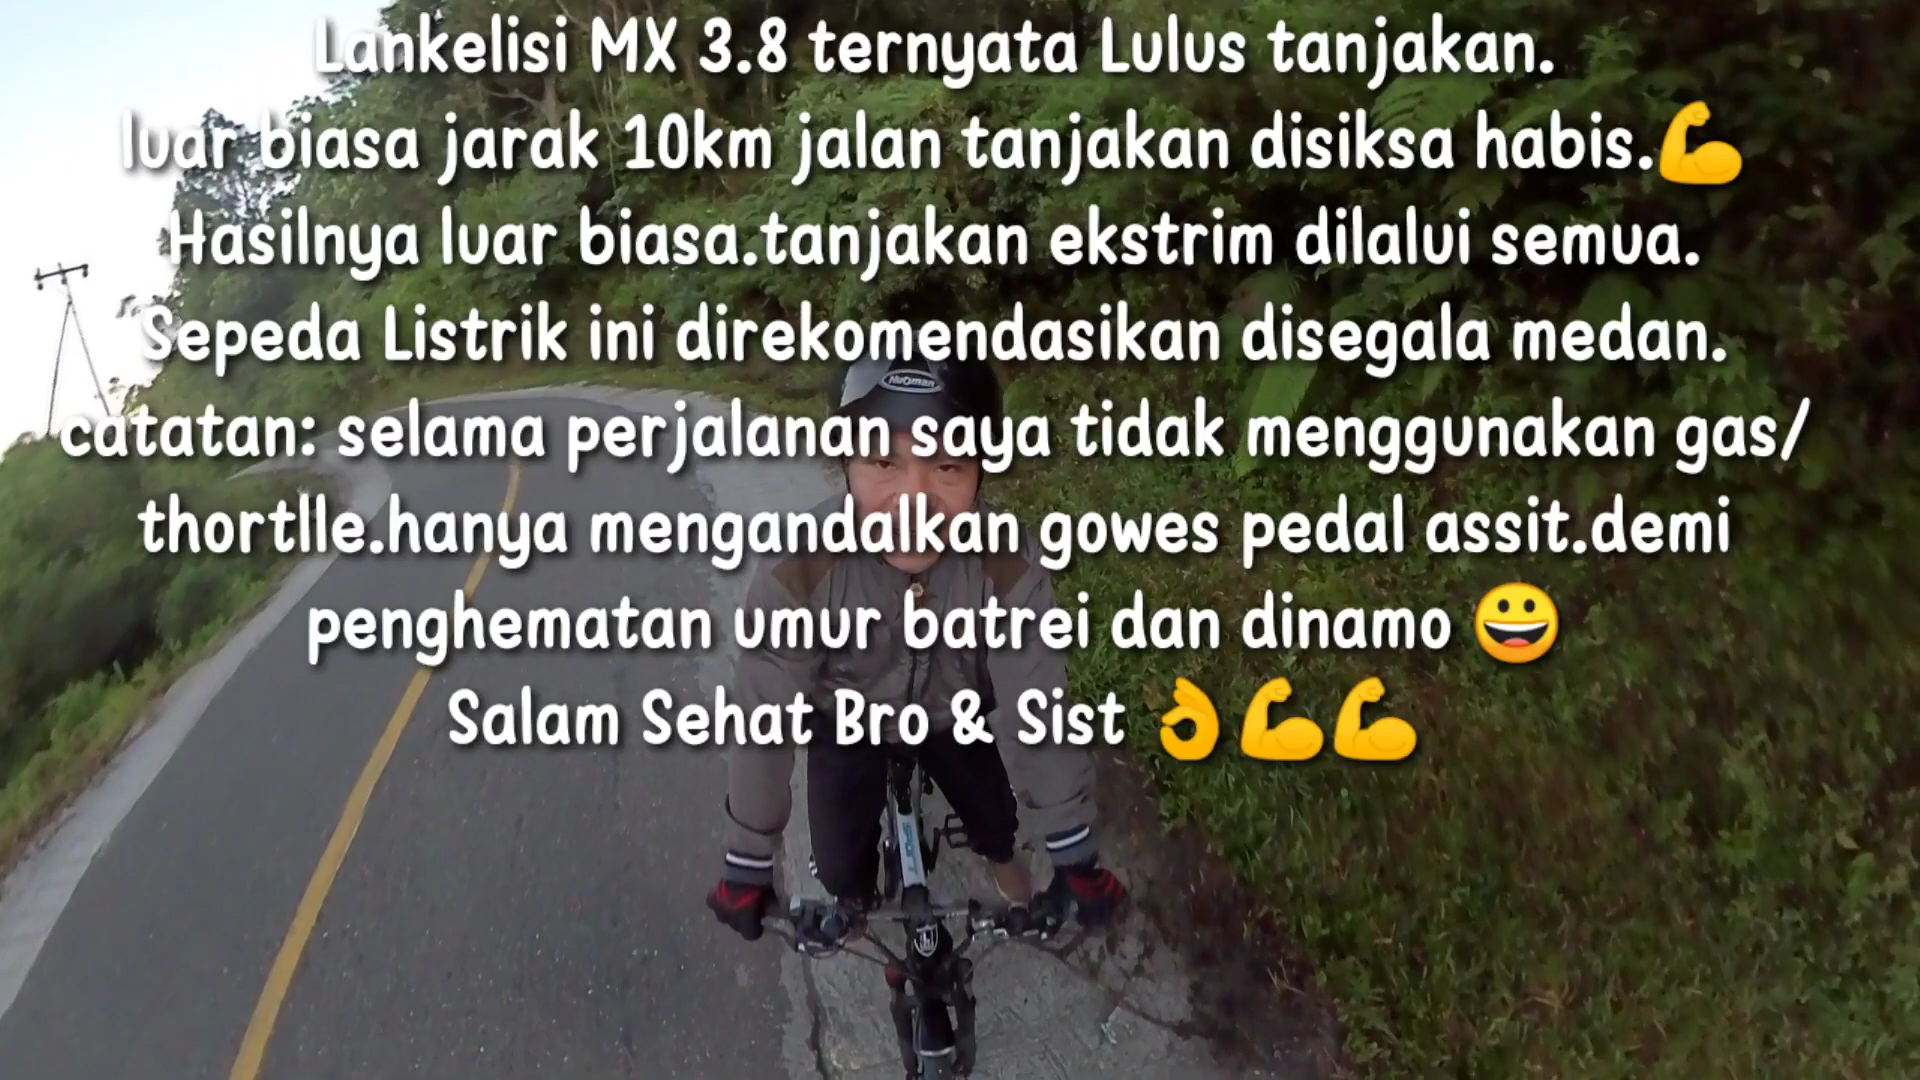 Lankelisi MX 3.8 ternyata Lulus tanjakan.
luar biasa jarak 10km jalan tanjakan disiksa habis.💪
Hasilnya luar biasa.tanjakan ekstrim dilalui semua.
Sepeda Listrik ini direkomendasikan disegala medan.
catatan: selama perjalanan saya tidak menggunakan gas/
thortlle.hanya mengandalkan gowes pedal assit.demi
penghematan umur batrei dan dinamo 😀
Salam Sehat Bro & Sist 👌💪💪